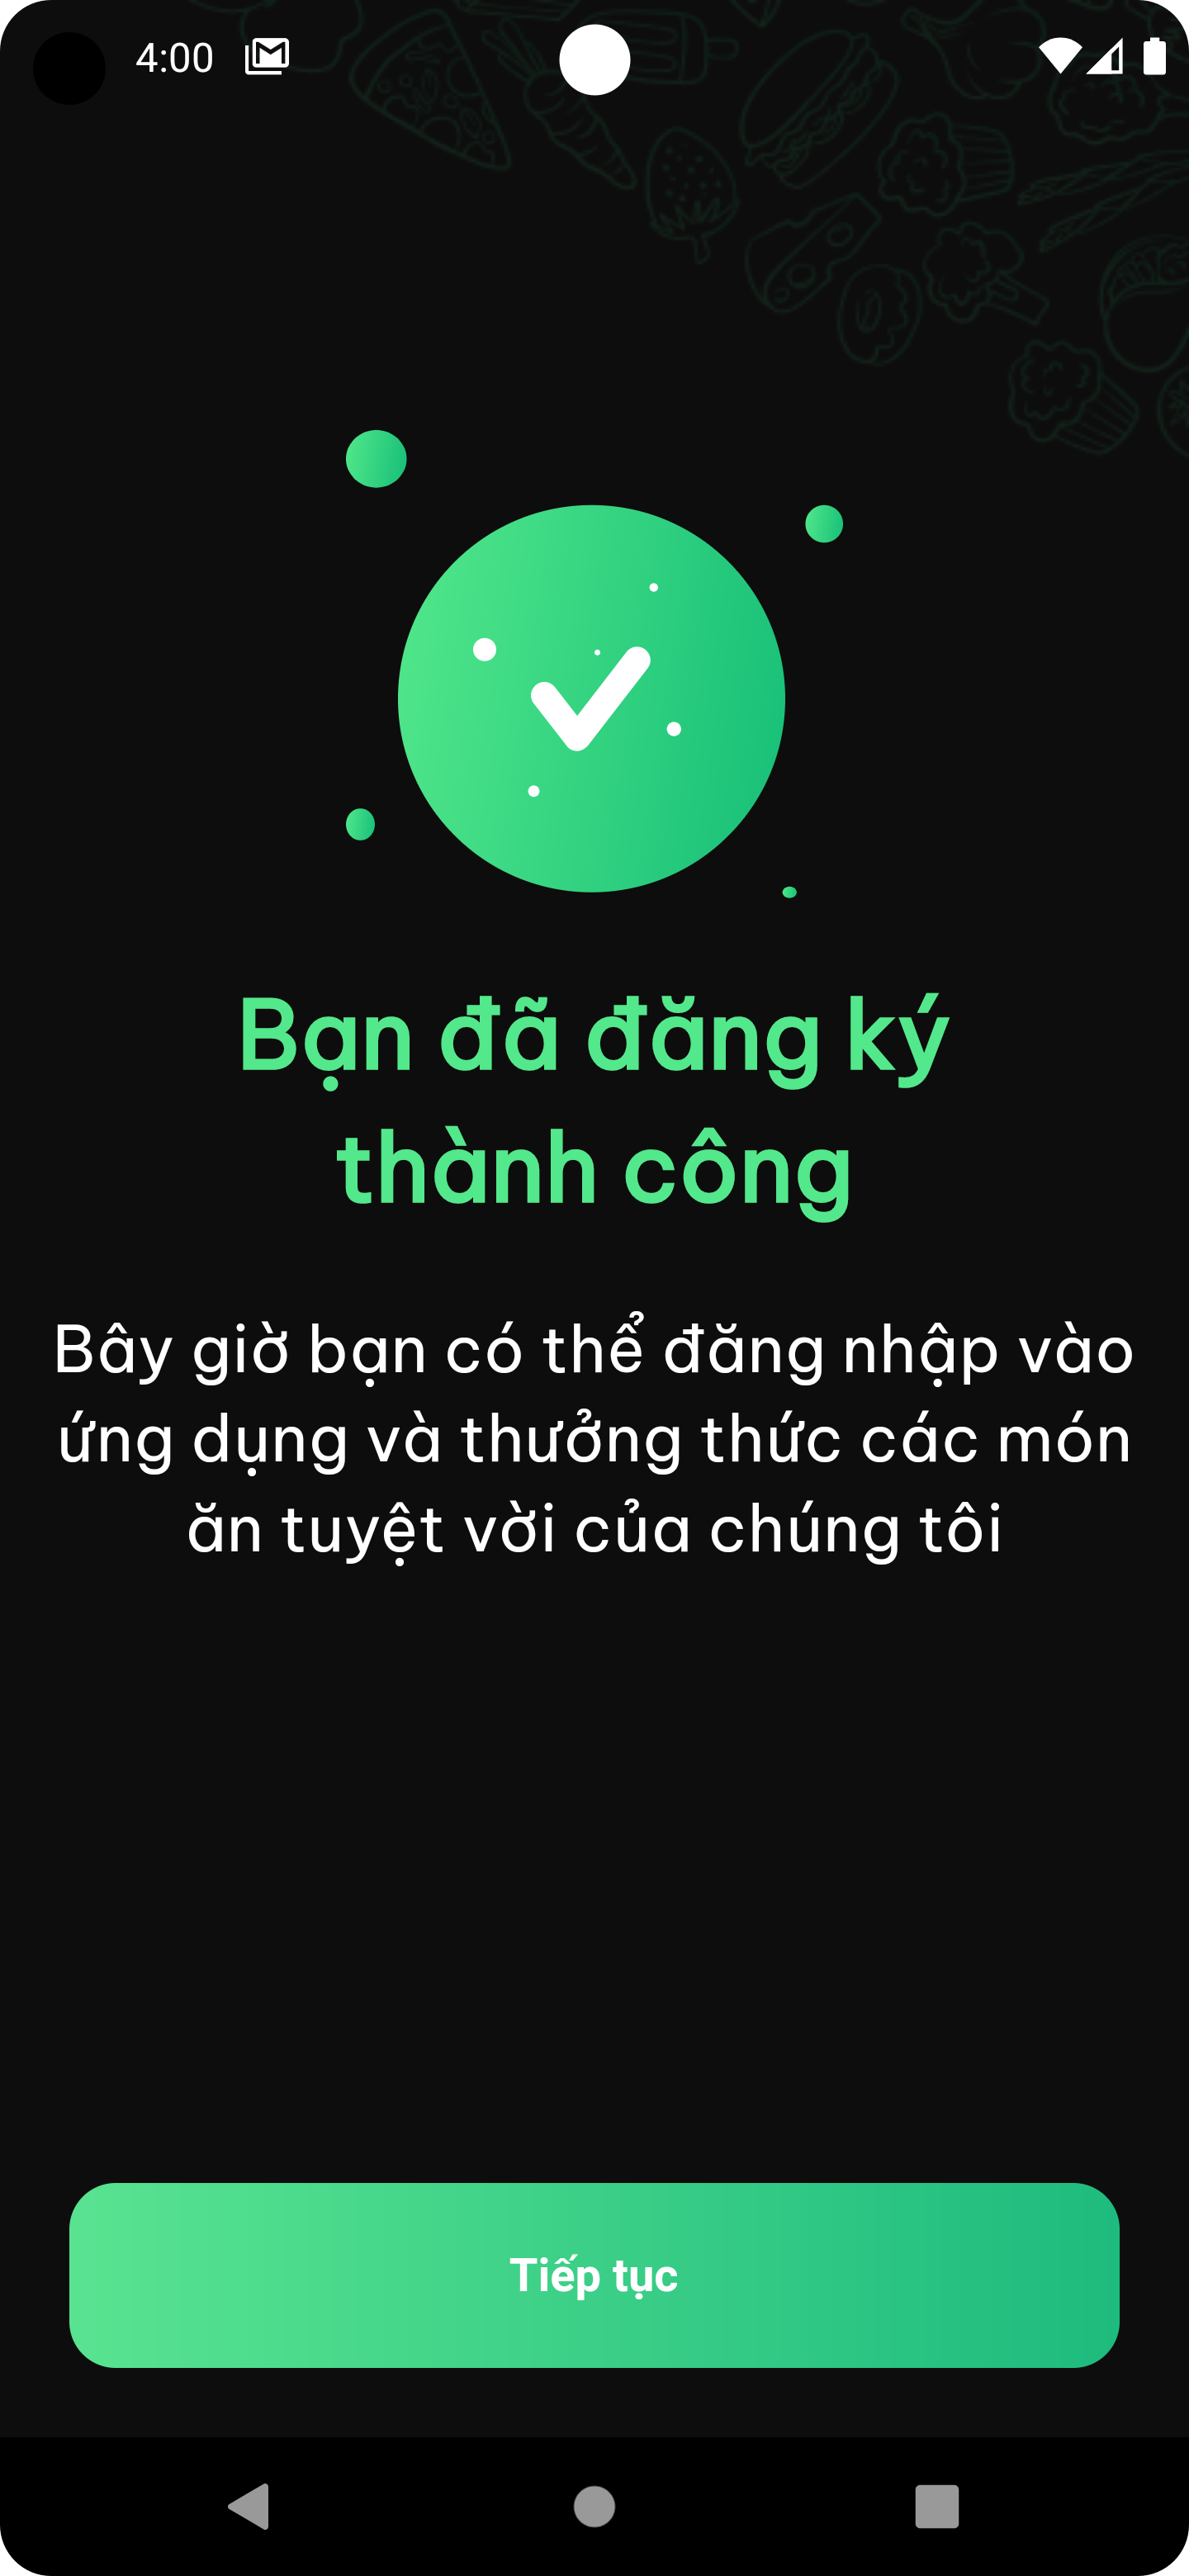 4:00
Bạn đã đăng ký
thành công
Bây giờ bạn có thể đăng nhập vào
ứng dụng và thưởng thức các món
ăn tuyệt vời của chúng tôi
Tiếp tục